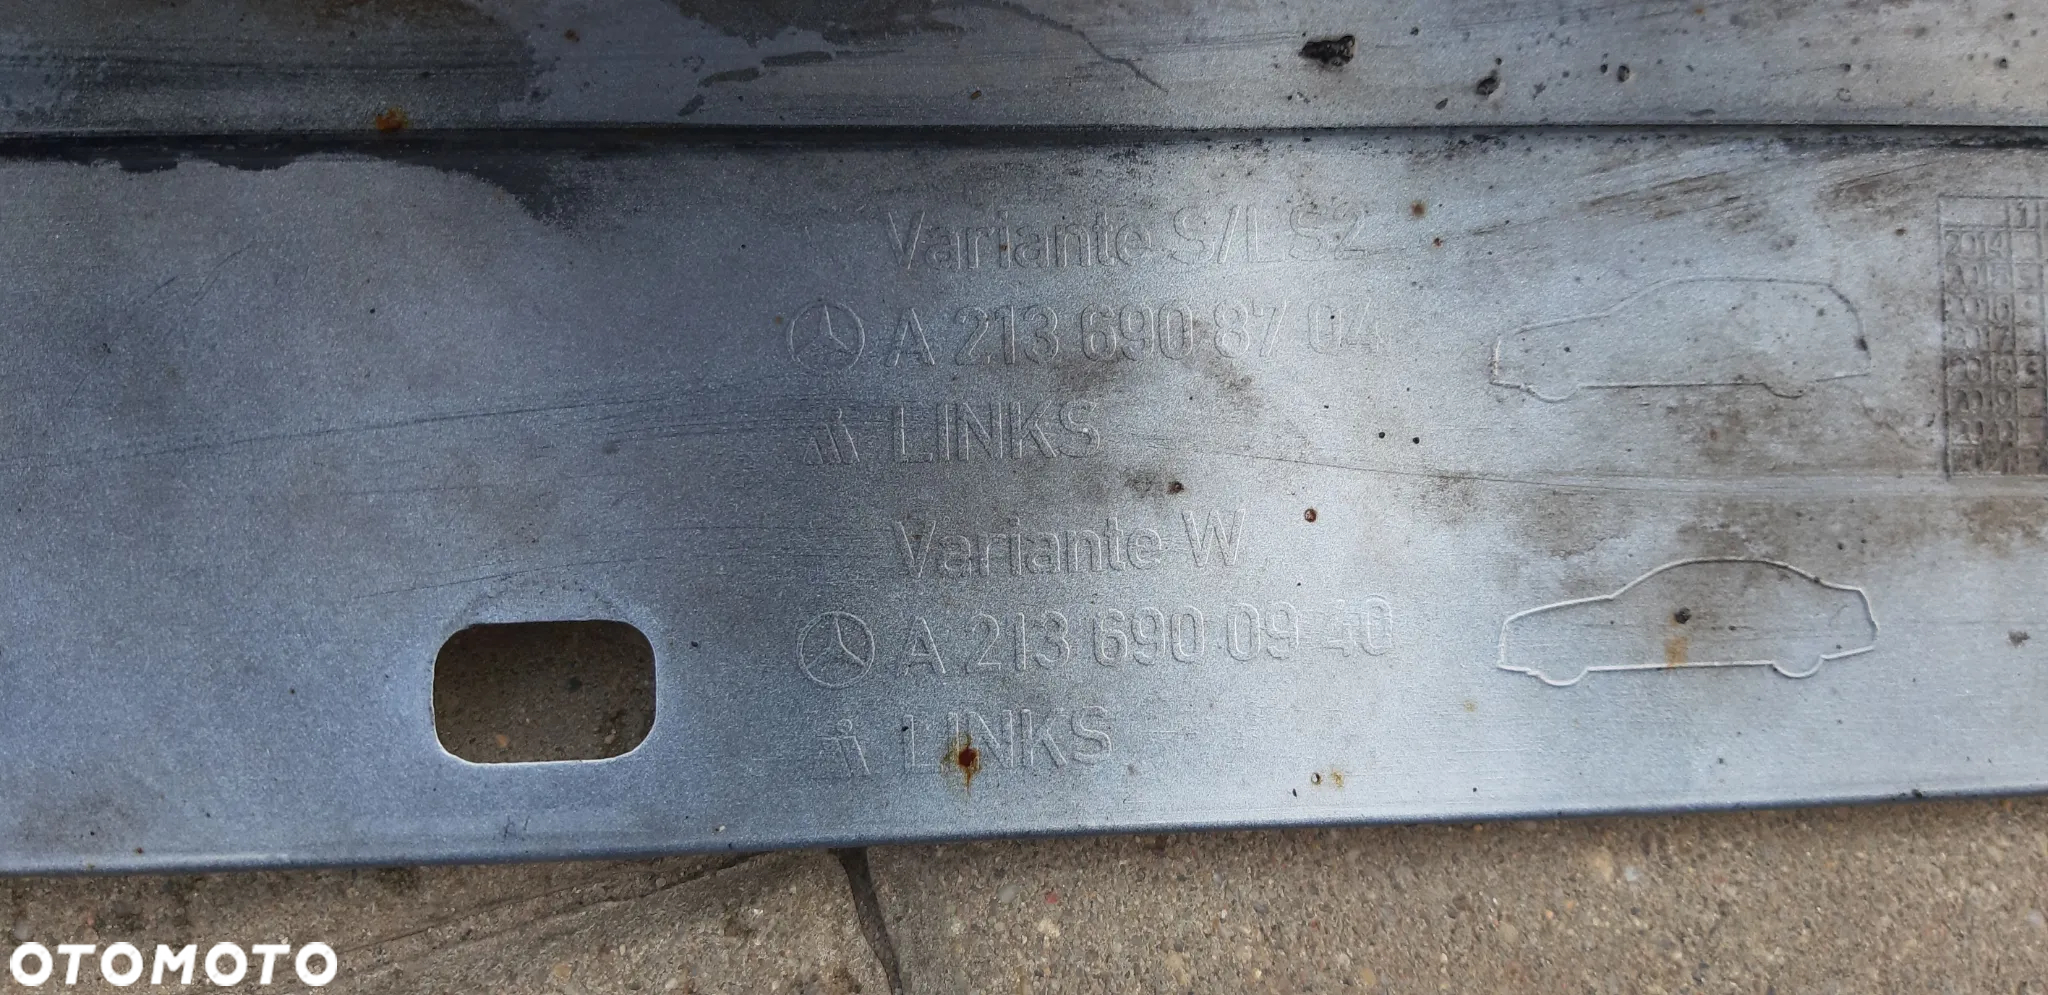 Variante S/LS2
A 213 690 87 04
LINKS
Variante W
A 213 690 09 40
LINKS
1
2014
2015
2016
2017
2018
2019
OTOMOTO